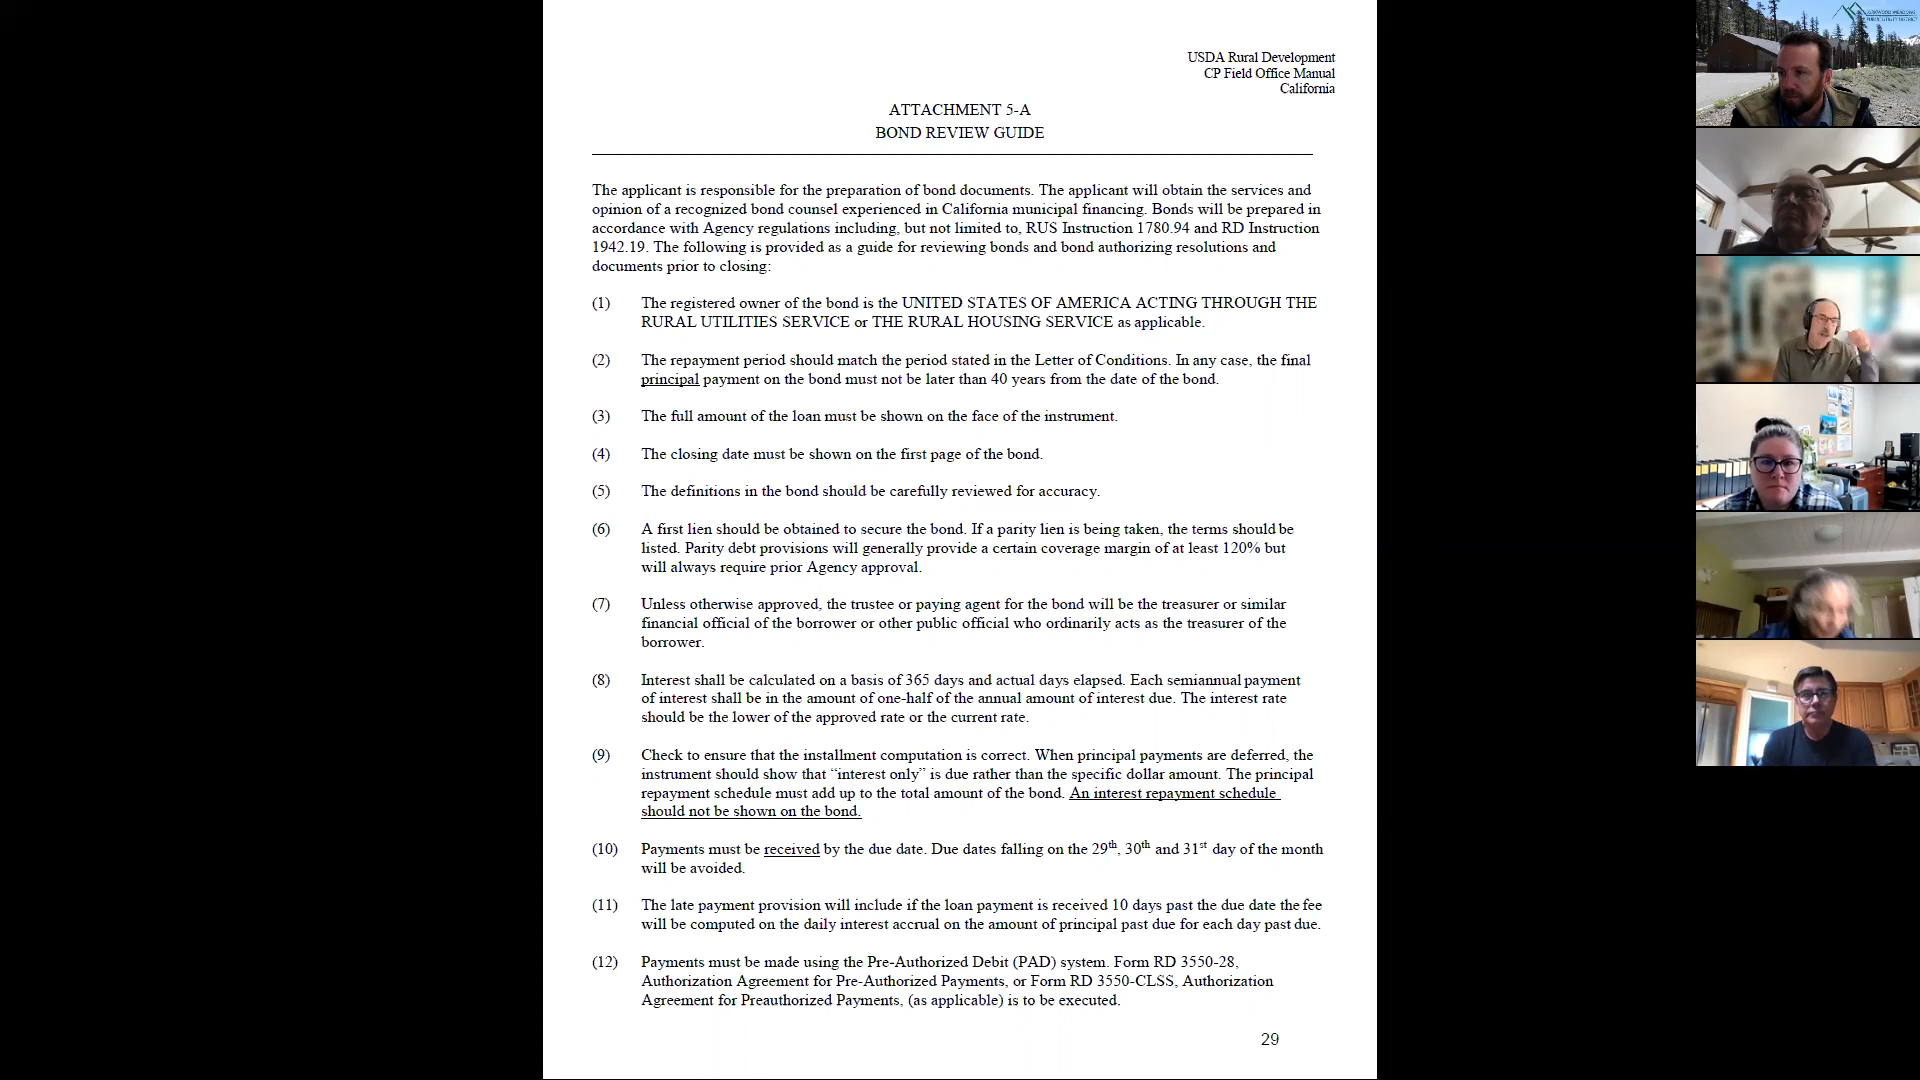 USDA Rural Development
CP Field Office Manual
California
ATTACHMENT 5-A
BOND REVIEW GUIDE
The applicant is responsible for the preparation of bond documents. The applicant will obtain the services and
opinion of a recognized bond counsel experienced in California municipal financing. Bonds will be prepared in
accordance with Agency regulations including, but not limited to, RUS Instruction 1780.94 and RD Instruction
1942.19. The following is provided as a guide for reviewing bonds and bond authorizing resolutions and
documents prior to closing:
(1) The registered owner of the bond is the UNITED STATES OF AMERICA ACTING THROUGH THE
RURAL UTILITIES SERVICE or THE RURAL HOUSING SERVICE as applicable.
(2) The repayment period should match the period stated in the Letter of Conditions. In any case, the final
principal payment on the bond must not be later than 40 years from the date of the bond.
(3) The full amount of the loan must be shown on the face of the instrument.
(4) The closing date must be shown on the first page of the bond.
(5) The definitions in the bond should be carefully reviewed for accuracy.
(6) A first lien should be obtained to secure the bond. If a parity lien is being taken, the terms should be
listed. Parity debt provisions will generally provide a certain coverage margin of at least 120% but
will always require prior Agency approval.
(7) Unless otherwise approved, the trustee or paying agent for the bond will be the treasurer or similar
financial official of the borrower or other public official who ordinarily acts as the treasurer of the
borrower.
(8) Interest shall be calculated on a basis of 365 days and actual days elapsed. Each semiannual payment
of interest shall be in the amount of one-half of the annual amount of interest due. The interest rate
should be the lower of the approved rate or the current rate.
(9) Check to ensure that the installment computation is correct. When principal payments are deferred, the
instrument should show that “interest only” is due rather than the specific dollar amount. The principal
repayment schedule must add up to the total amount of the bond. An interest repayment schedule
should not be shown on the bond.
(10) Payments must be received by the due date. Due dates falling on the 29th, 30th and 31st day of the month
will be avoided.
(11) The late payment provision will include if the loan payment is received 10 days past the due date the fee
will be computed on the daily interest accrual on the amount of principal past due for each day past due.
(12) Payments must be made using the Pre-Authorized Debit (PAD) system. Form RD 3550-28,
Authorization Agreement for Pre-Authorized Payments, or Form RD 3550-CLSS, Authorization
Agreement for Preauthorized Payments, (as applicable) is to be executed.
29
KIRKWOOD MEADOWS
PUBLIC UTILITY DISTRICT